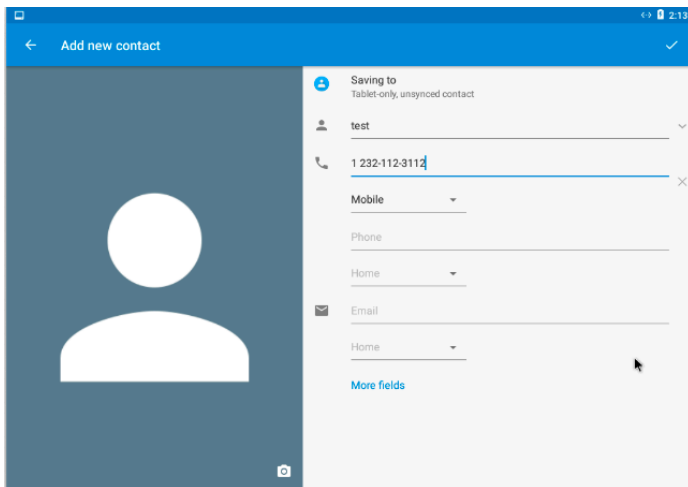 2:13
Add new contact
Saving to
Tablet-only, unsynced contact
test
1 232-112-3112
Mobile
Phone
Home
Email
Home
More fields